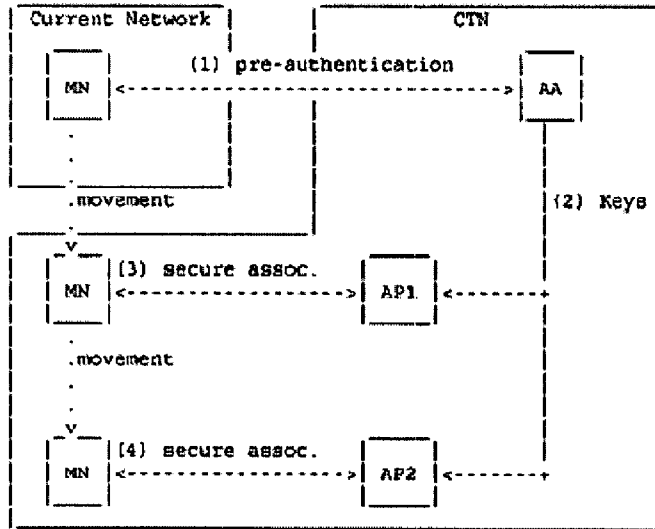 Current Network CTN
(1) pre-authentication
MN AA
movement (2) Keys
(3) secure assoc.
MN AP1
movement
(4) secure assoc.
MN AP2